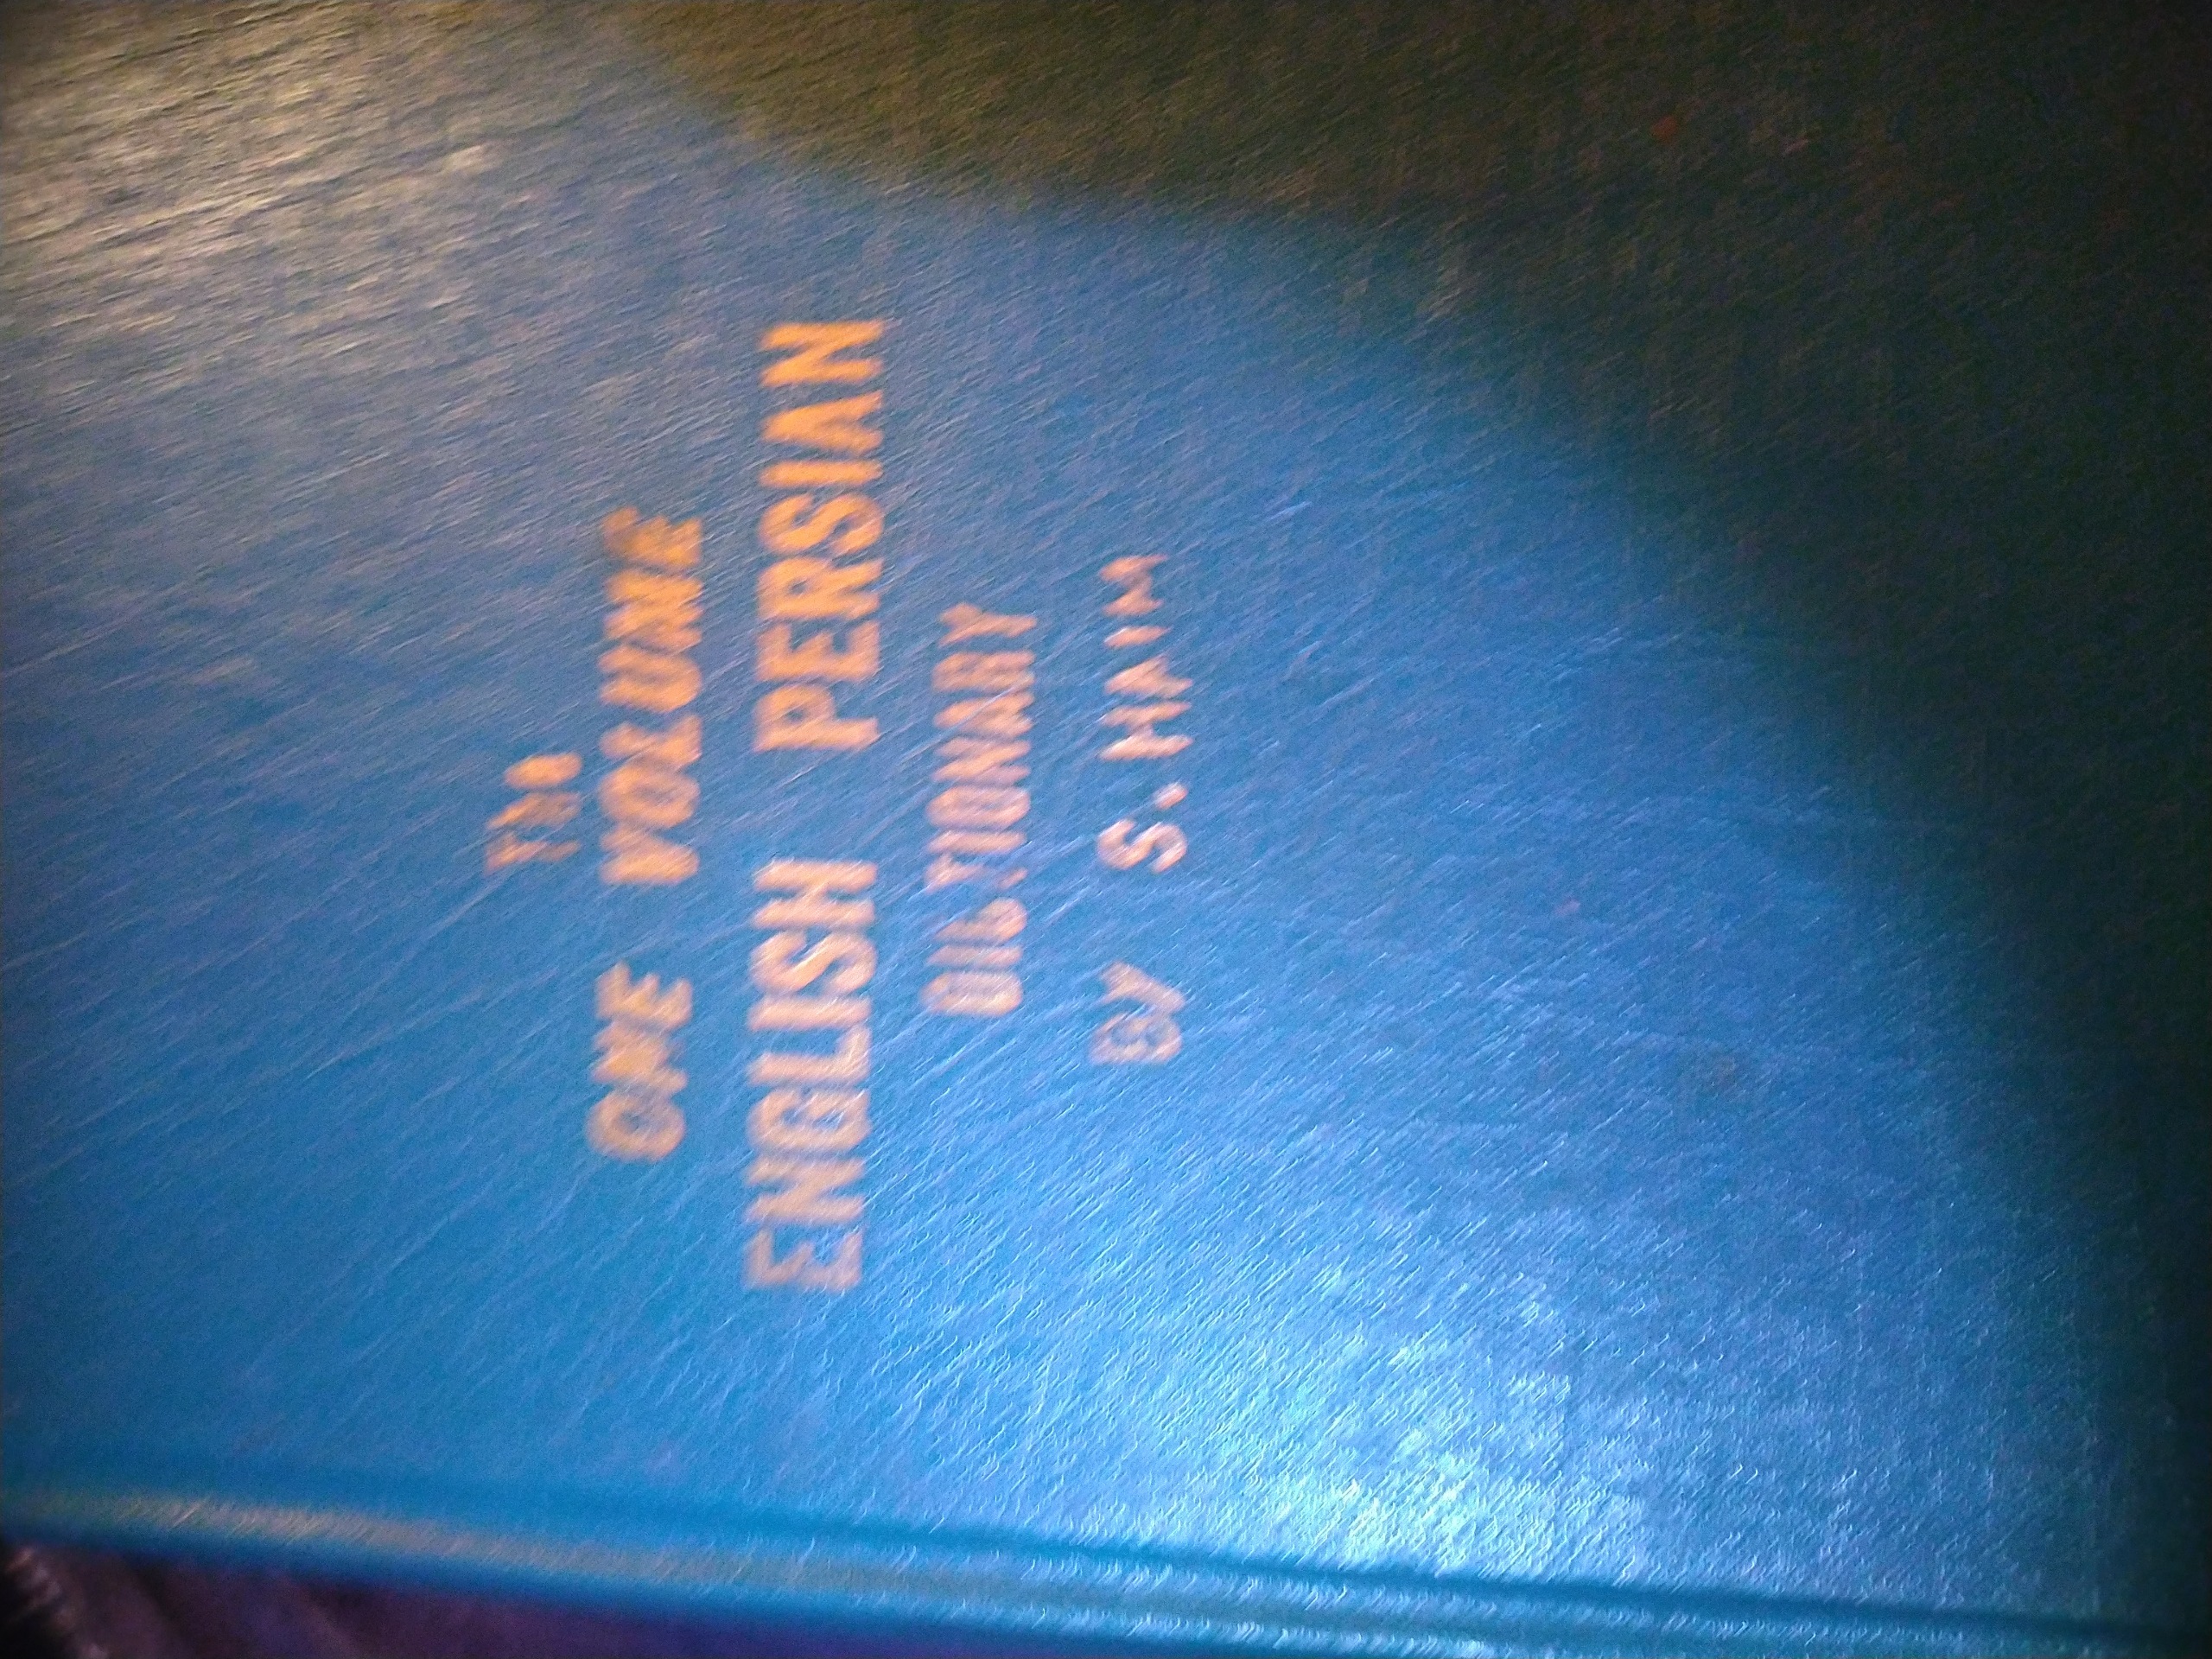 THE
ONE VOLUME
ENGLISH PERSIAN
DICTIONARY
BY S. HAIM